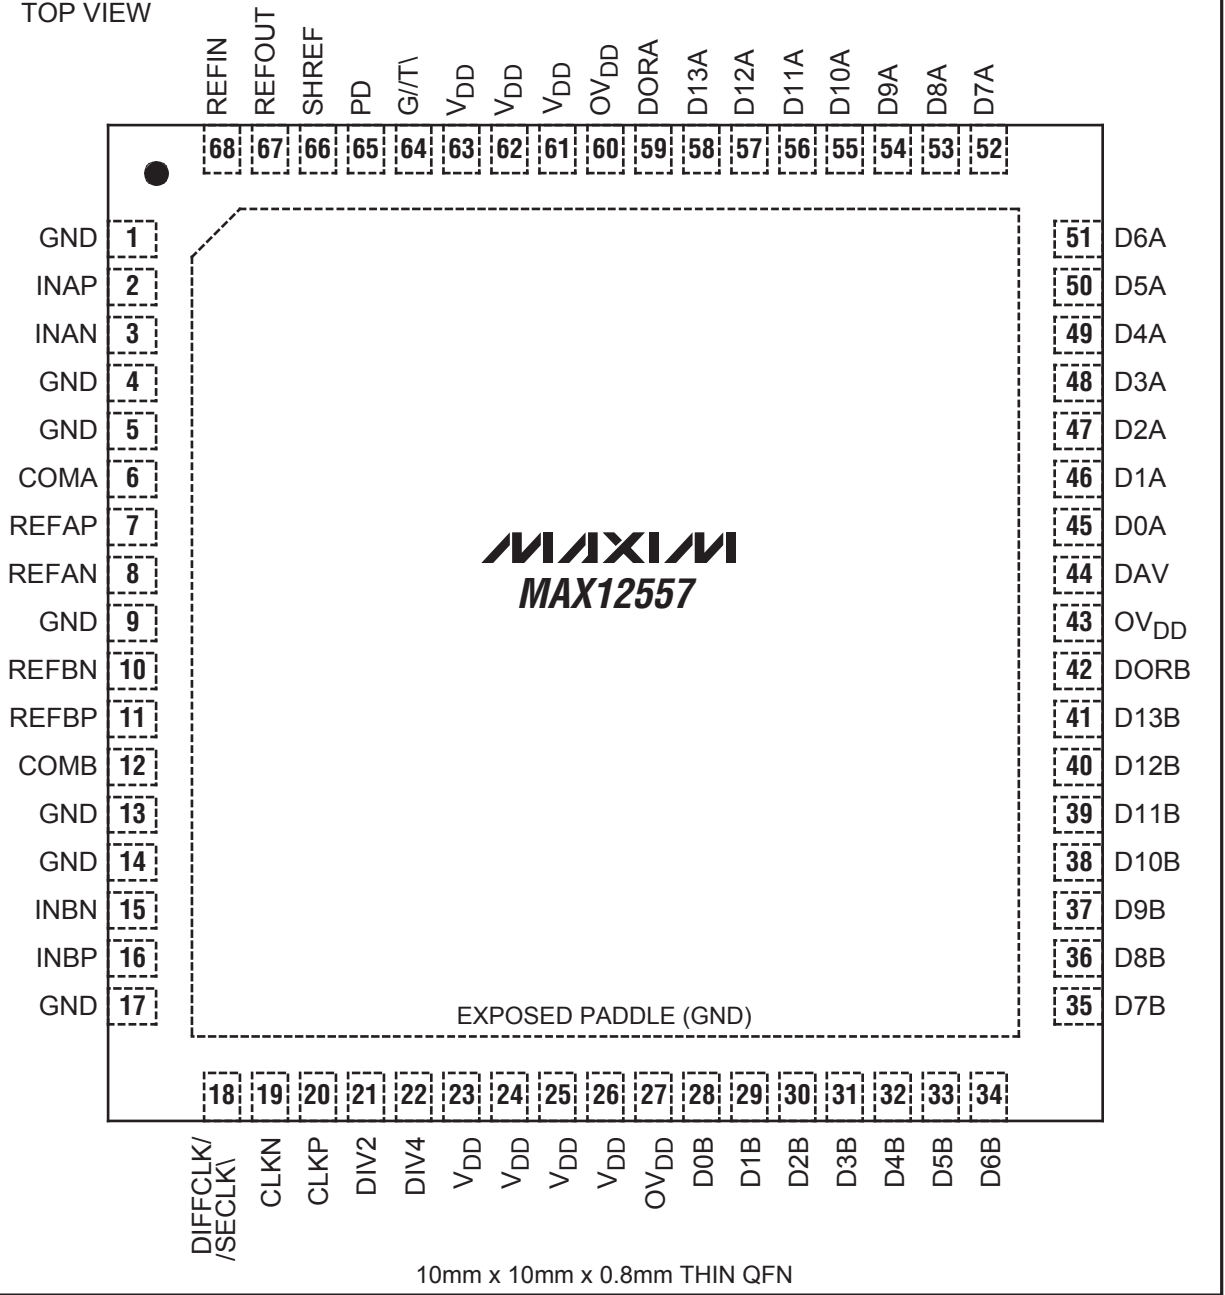 TOP VIEW
REFIN
REFOUT
SHREF
PD
G//T\
VDD
VDD
VDD
OVDD
DORA
D13A
D12A
D11A
D10A
D9A
D8A
D7A
68 67 66 65 64 63 62 61 60 59 58 57 56 55 54 53 52
GND 1
INAP 2
INAN 3
GND 4
GND 5
COMA 6
REFAP 7
REFAN 8
GND 9
REFBN 10
REFBP 11
COMB 12
GND 13
GND 14
INBN 15
INBP 16
GND 17
51 D6A
50 D5A
49 D4A
48 D3A
47 D2A
46 D1A
45 D0A
44 DAV
43 OVDD
42 DORB
41 D13B
40 D12B
39 D11B
38 D10B
37 D9B
36 D8B
35 D7B
MAXIM
MAX12557
EXPOSED PADDLE (GND)
18 19 20 21 22 23 24 25 26 27 28 29 30 31 32 33 34
DIFFCLK/
/SECLK\
CLKN
CLKP
DIV2
DIV4
VDD
VDD
VDD
VDD
OVDD
D0B
D1B
D2B
D3B
D4B
D5B
D6B
10mm x 10mm x 0.8mm THIN QFN